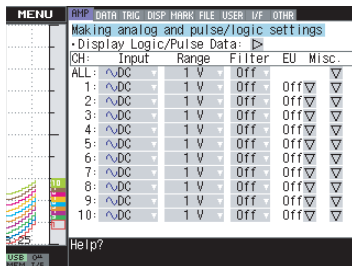 MENU
AMP DATA TRIG DISP MARK FILE USER I/F OTHR
Making analog and pulse/logic settings
•Display Logic/Pulse Data:
CH: Input Range Filter EU Misc.
ALL: DC 1 V Off
1: DC 1 V Off Off
2: DC 1 V Off Off
3: DC 1 V Off Off
4: DC 1 V Off Off
5: DC 1 V Off Off
6: DC 1 V Off Off
7: DC 1 V Off Off
8: DC 1 V Off Off
9: DC 1 V Off Off
10: DC 1 V Off Off
10
Help?
USB